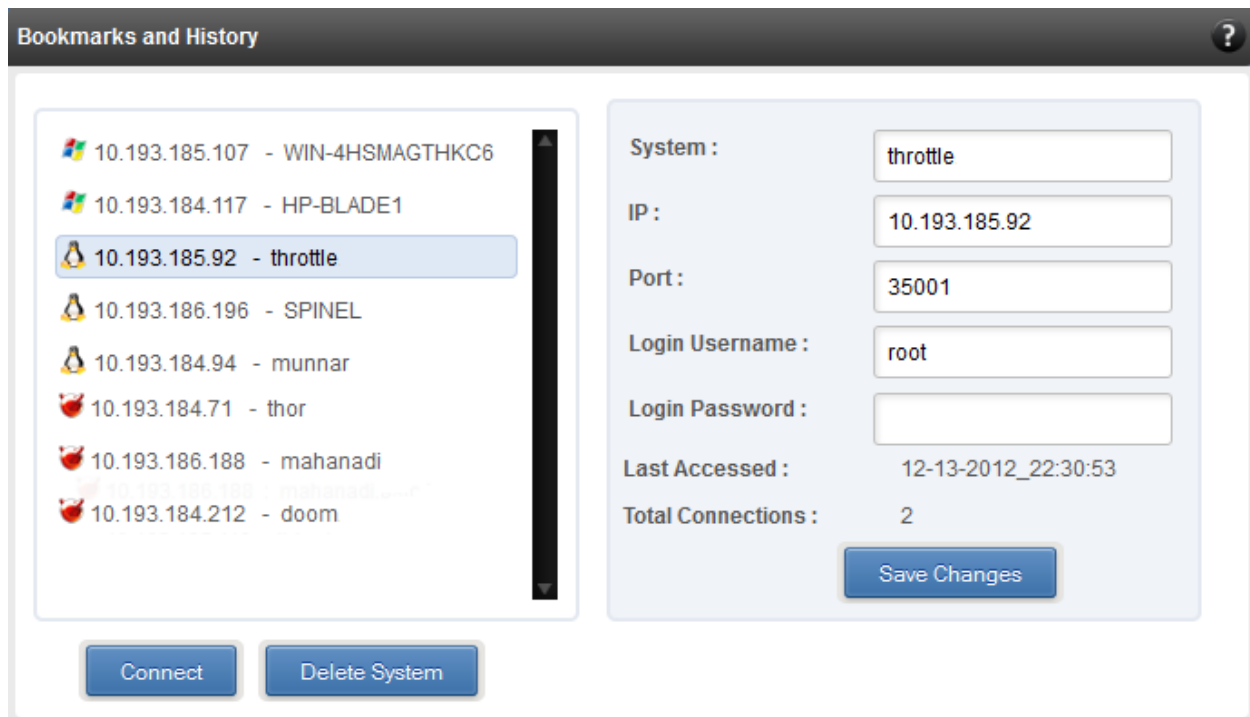 Bookmarks and History
?
10.193.185.107 - WIN-4HSMAGTHKC6
10.193.184.117 - HP-BLADE1
10.193.185.92 - throttle
10.193.186.196 - SPINEL
10.193.184.94 - munnar
10.193.184.71 - thor
10.193.186.188 - mahanadi
10.193.184.212 - doom
Connect
Delete System
System : throttle
IP : 10.193.185.92
Port : 35001
Login Username : root
Login Password :
Last Accessed : 12-13-2012_22:30:53
Total Connections : 2
Save Changes